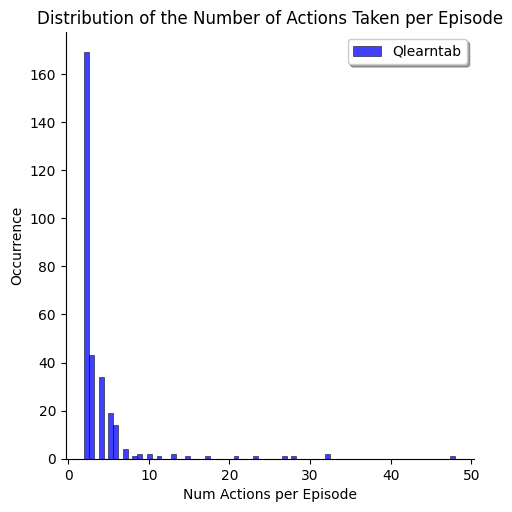 Distribution of the Number of Actions Taken per Episode
Qlearntab
160
140
120
100
80
60
40
20
0
Occurrence
0 10 20 30 40 50
Num Actions per Episode